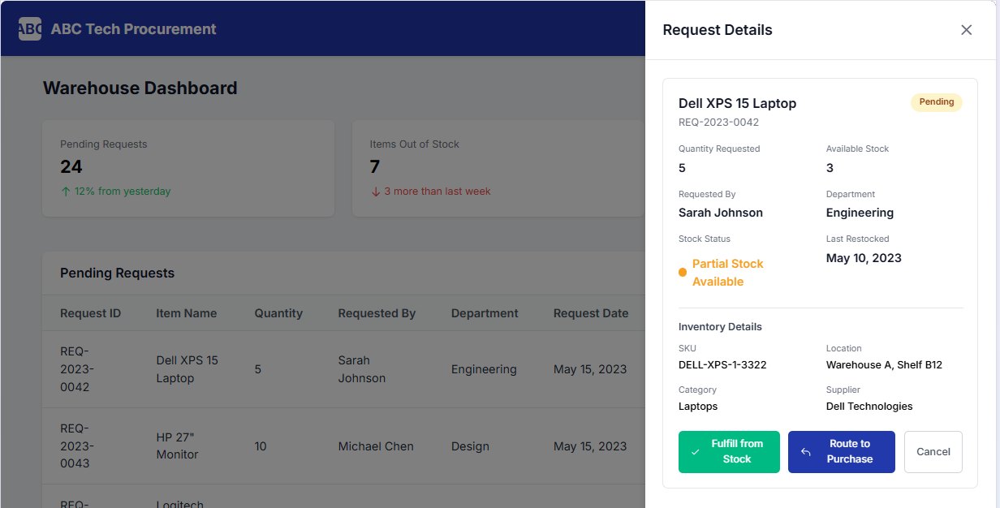 ABC
ABC Tech Procurement
Warehouse Dashboard
Pending Requests
24
↑ 12% from yesterday
Items Out of Stock
7
↓ 3 more than last week
Pending Requests
Request ID Item Name Quantity Requested By Department Request Date
REQ-
2023-
0042
Dell XPS 15
Laptop
5
Sarah
Johnson
Engineering
May 15, 2023
REQ-
2023-
0043
HP 27"
Monitor
10
Michael Chen
Design
May 15, 2023
REQ-
Logitech
Request Details
Dell XPS 15 Laptop
Pending
REQ-2023-0042
Quantity Requested
5
Available Stock
3
Requested By
Sarah Johnson
Department
Engineering
Stock Status
Partial Stock
Available
Last Restocked
May 10, 2023
Inventory Details
SKU
DELL-XPS-1-3322
Location
Warehouse A, Shelf B12
Category
Laptops
Supplier
Dell Technologies
Fulfill from
Stock
Route to
Purchase
Cancel